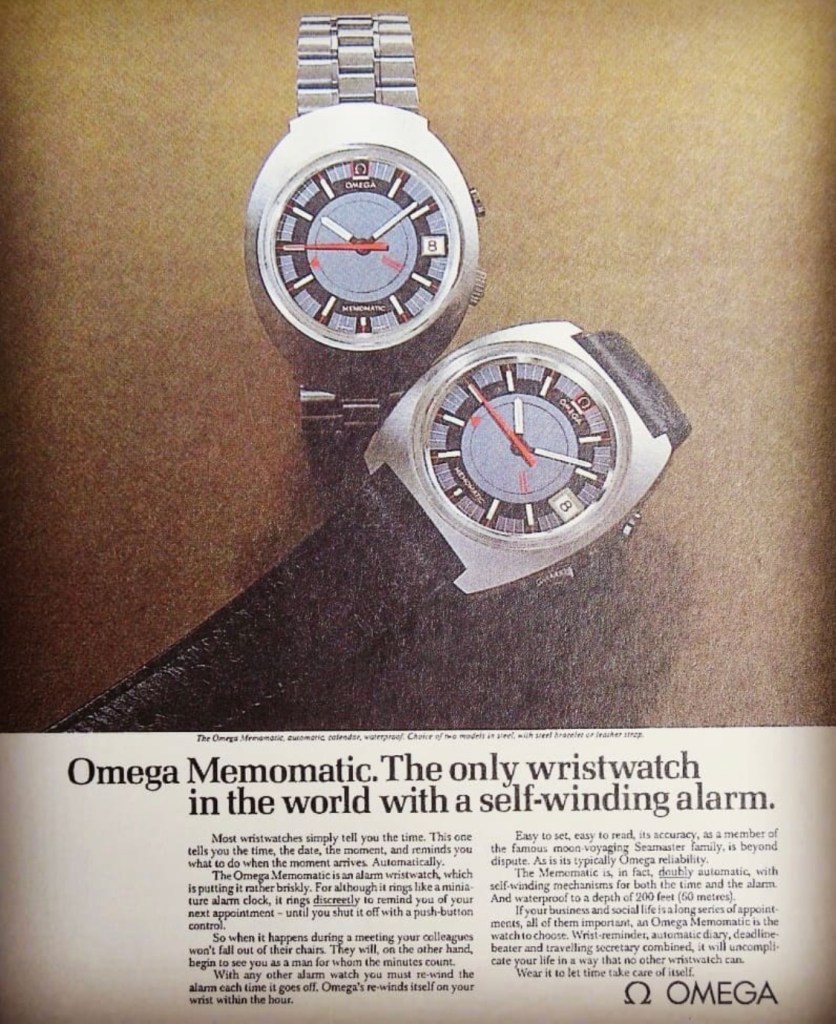 Ω
OMEGA
8
MEMOMATIC
Ω
OMEGA
8
MEMOMATIC
The Omega Memomatic, automatic, calendar, waterproof. Choice of two models in steel, with steel bracelet or leather strap.
Omega Memomatic. The only wristwatch
in the world with a self-winding alarm.
Most wristwatches simply tell you the time. This one
tells you the time, the date, the moment, and reminds you
what to do when the moment arrives. Automatically.
The Omega Memomatic is an alarm wristwatch, which
is putting it rather briskly. For although it rings like a minia-
ture alarm clock, it rings discreetly to remind you of your
next appointment – until you shut it off with a push-button
control.
So when it happens during a meeting your colleagues
won't fall out of their chairs. They will, on the other hand,
begin to see you as a man for whom the minutes count.
With any other alarm watch you must re-wind the
alarm each time it goes off. Omega's re-winds itself on your
wrist within the hour.
Easy to set, easy to read, its accuracy, as a member of
the famous moon-voyaging Seamaster family, is beyond
dispute. As is its typically Omega reliability.
The Memomatic is, in fact, doubly automatic, with
self-winding mechanisms for both the time and the alarm.
And waterproof to a depth of 200 feet (60 metres).
If your business and social life is a long series of appoint-
ments, all of them important, an Omega Memomatic is the
watch to choose. Wrist-reminder, automatic diary, deadline-
beater and travelling secretary combined, it will uncompli-
cate your life in a way that no other wristwatch can.
Wear it to let time take care of itself.
Ω OMEGA